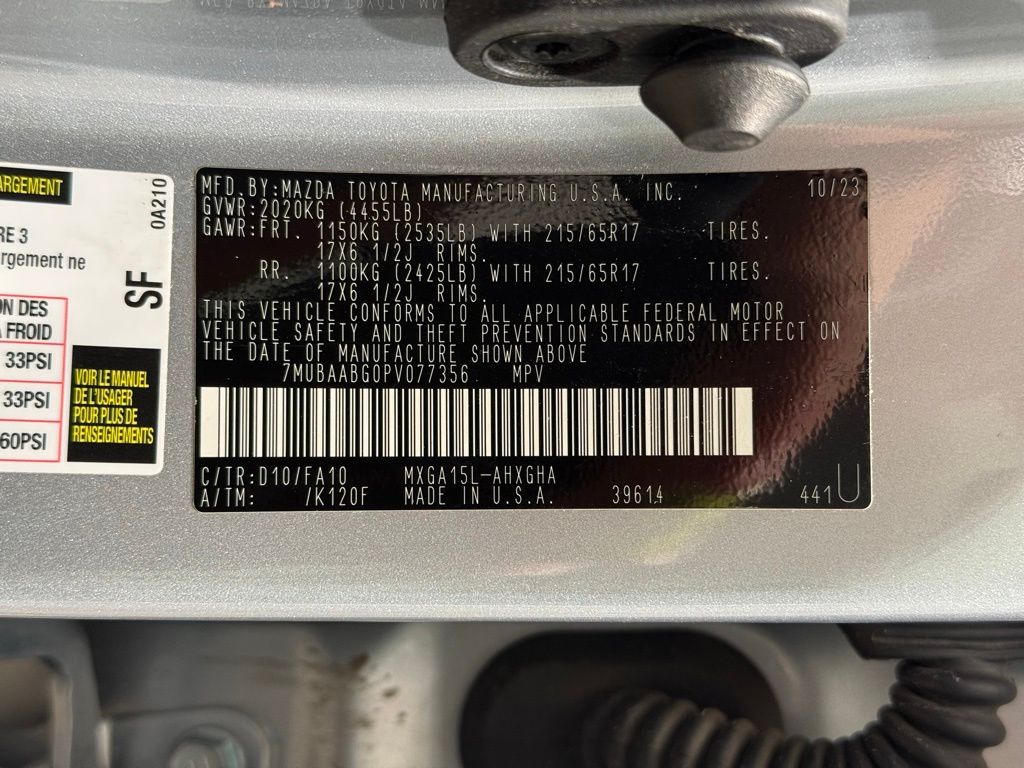 MFD.BY:MAZDA TOYOTA MANUFACTURING U.S.A. INC. 10/23
GVWR:2020KG (4455LB)
GAWR:FRT. 1150KG (2535LB) WITH 215/65R17 TIRES.
17X6 1/2J RIMS.
RR. 1100KG (2425LB) WITH 215/65R17 TIRES.
17X6 1/2J RIMS.
THIS VEHICLE CONFORMS TO ALL APPLICABLE FEDERAL MOTOR
VEHICLE SAFETY AND THEFT PREVENTION STANDARDS IN EFFECT ON
THE DATE OF MANUFACTURE SHOWN ABOVE
7MUBAABG0PV077356 MPV
C/TR:D10/FA10 MXGA15L-AHXGHA
A/TM: /K120F MADE IN U.S.A. 39614 441U
ARGEMENT
0A210
RE 3
rgement ne
SF
ON DES
À FROID
33PSI
33PSI
60PSI
VOIR LE MANUEL
DE L'USAGER
POUR PLUS DE
RENSEIGNEMENTS